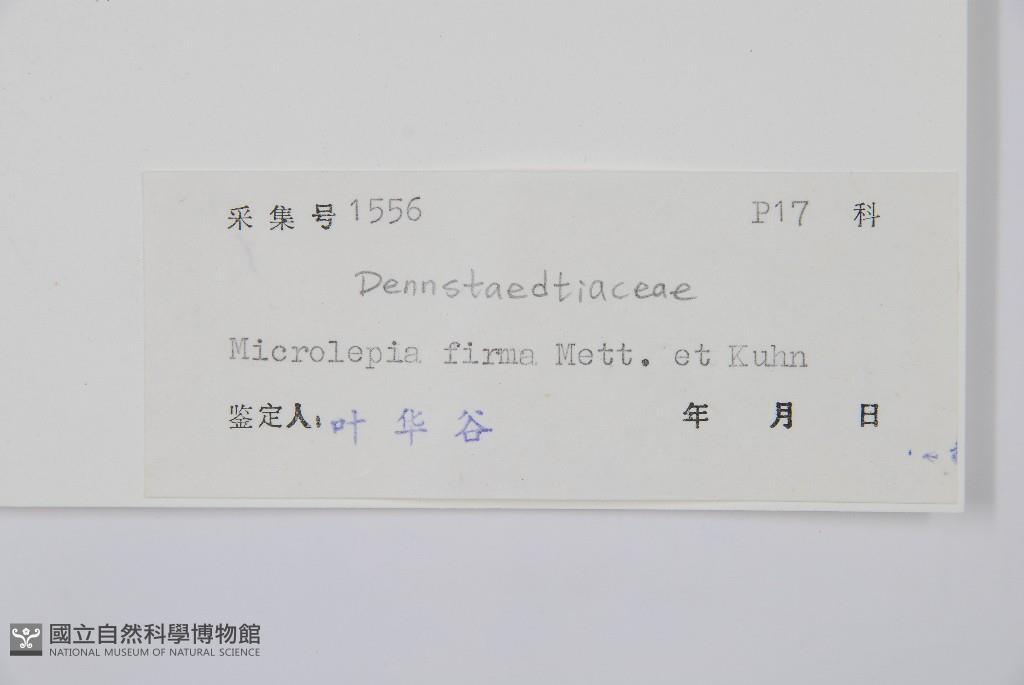 采集号 1556 P17 科
Dennstaedtiaceae
Microlepia firma Mett. et Kuhn
鉴定人: 叶华谷 年 月 日
國立自然科學博物館
NATIONAL MUSEUM OF NATURAL SCIENCE